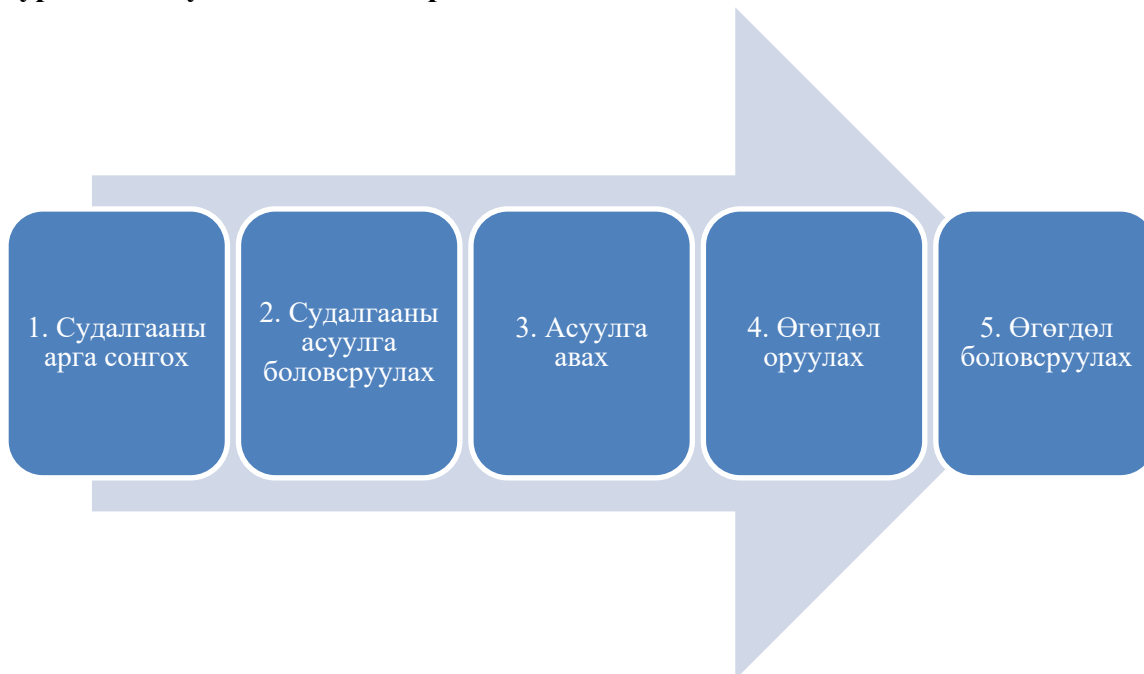 1. Судалгааны
арга сонгох
2. Судалгааны
асуулга
боловсруулах
3. Асуулга
авах
4. Өгөгдөл
оруулах
5. Өгөгдөл
боловсруулах